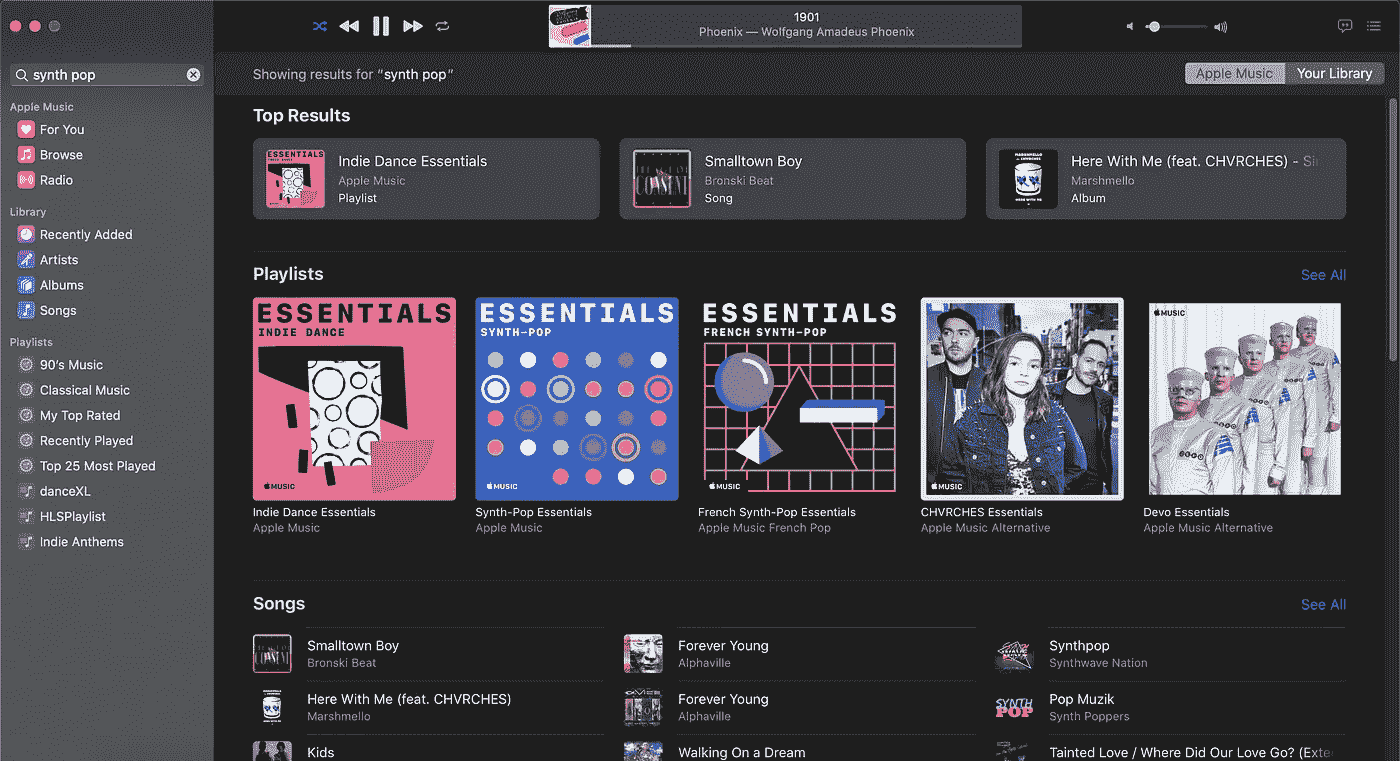 1901
Phoenix — Wolfgang Amadeus Phoenix
synth pop
Apple Music
For You
Browse
Radio
Library
Recently Added
Artists
Albums
Songs
Playlists
90's Music
Classical Music
My Top Rated
Recently Played
Top 25 Most Played
danceXL
HLSPlaylist
Indie Anthems
Showing results for "synth pop"
Apple Music
Your Library
Top Results
ESSENTIALS
Indie Dance Essentials
Apple Music
Playlist
Smalltown Boy
Bronski Beat
Song
MARSHMELLO
HERE WITH ME
Here With Me (feat. CHVRCHES) - Si
Marshmello
Album
Playlists
See All
ESSENTIALS
INDIE DANCE
MUSIC
ESSENTIALS
SYNTH-POP
MUSIC
ESSENTIALS
FRENCH SYNTH-POP
MUSIC
MUSIC
MUSIC
Indie Dance Essentials
Apple Music
Synth-Pop Essentials
Apple Music
French Synth-Pop Essentials
Apple Music French Pop
CHVRCHES Essentials
Apple Music Alternative
Devo Essentials
Apple Music Alternative
Songs
See All
Smalltown Boy
Bronski Beat
Forever Young
Alphaville
Synthpop
Synthwave Nation
Here With Me (feat. CHVRCHES)
Marshmello
Forever Young
Alphaville
SYNTH
POP
Pop Muzik
Synth Poppers
Kids
Walking On a Dream
Tainted Love / Where Did Our Love Go? (Exte